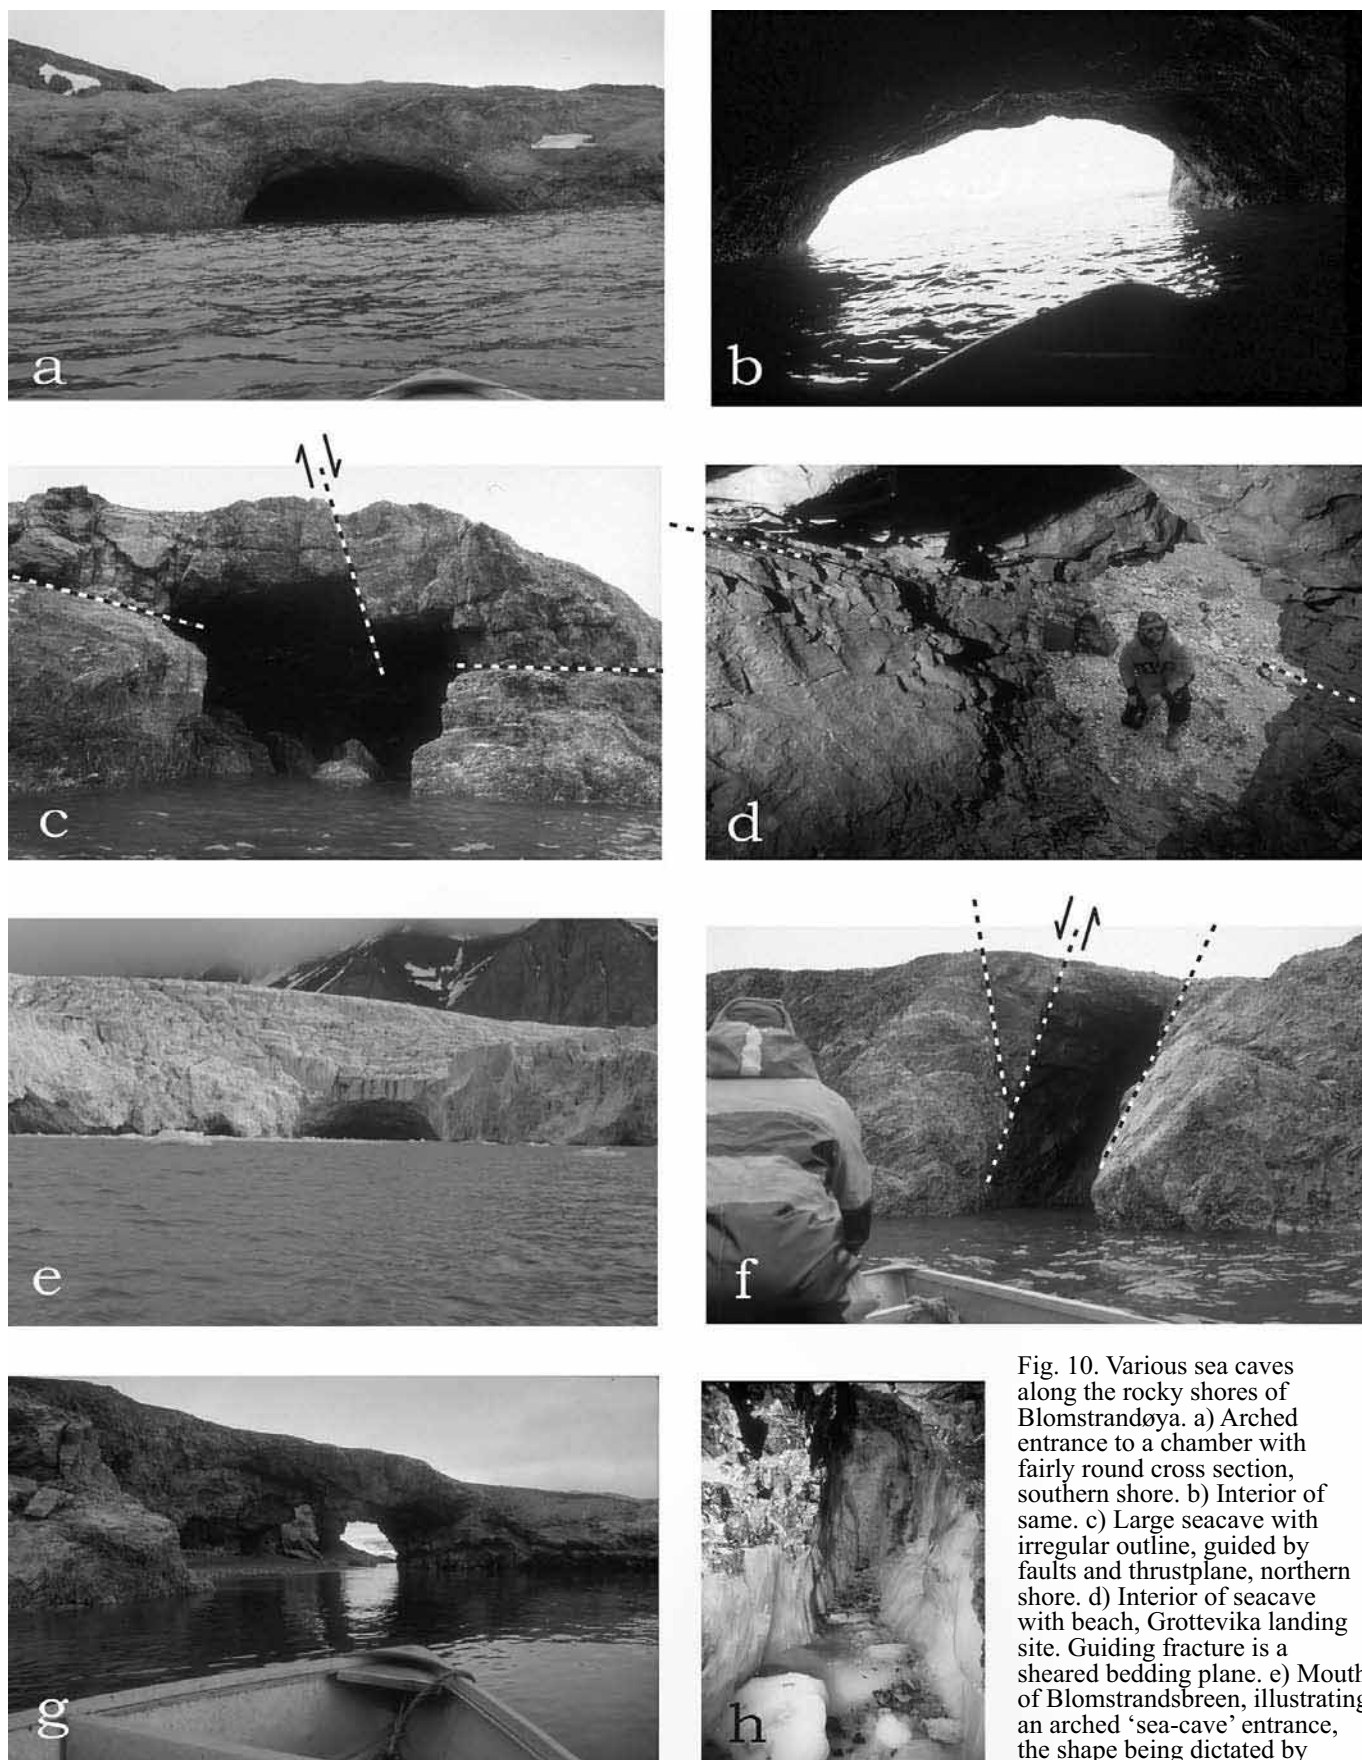 a
b
c
d
e
f
g
h
Fig. 10. Various sea caves
along the rocky shores of
Blomstrandøya. a) Arched
entrance to a chamber with
fairly round cross section,
southern shore. b) Interior of
same. c) Large seacave with
irregular outline, guided by
faults and thrustplane, northern
shore. d) Interior of seacave
with beach, Grottevika landing
site. Guiding fracture is a
sheared bedding plane. e) Mouth
of Blomstrandsbreen, illustrating
an arched ‘sea-cave’ entrance,
the shape being dictated by